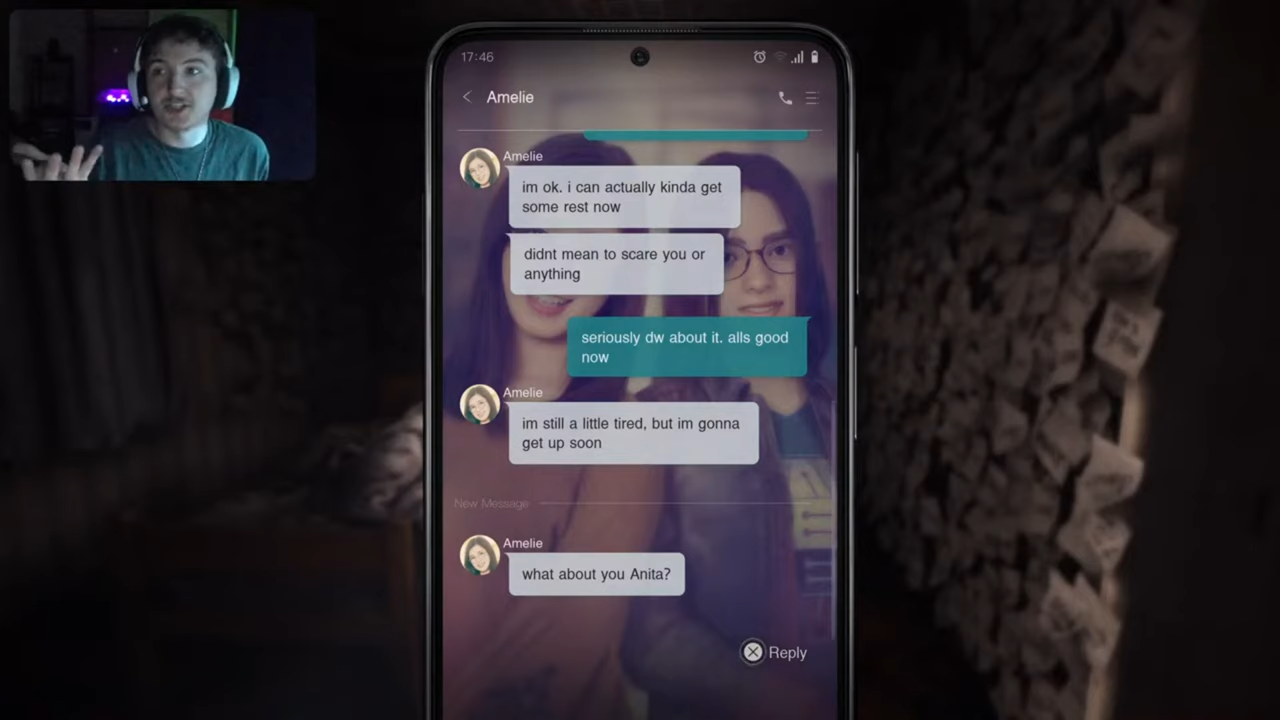 17:46
Amelie
Amelie
im ok. i can actually kinda get
some rest now
didnt mean to scare you or
anything
seriously dw about it. alls good
now
Amelie
im still a little tired, but im gonna
get up soon
New Message
Amelie
what about you Anita?
Reply